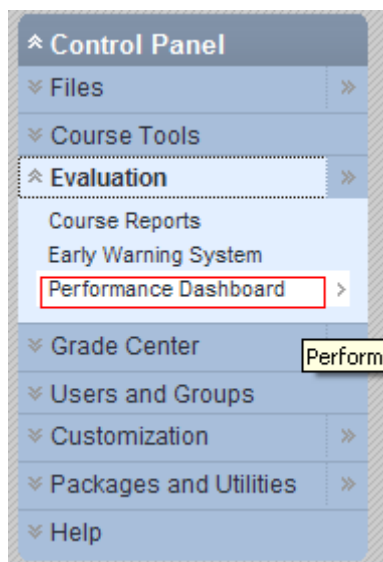 Control Panel
Files
Course Tools
Evaluation
Course Reports
Early Warning System
Performance Dashboard
Grade Center
Perform
Users and Groups
Customization
Packages and Utilities
Help